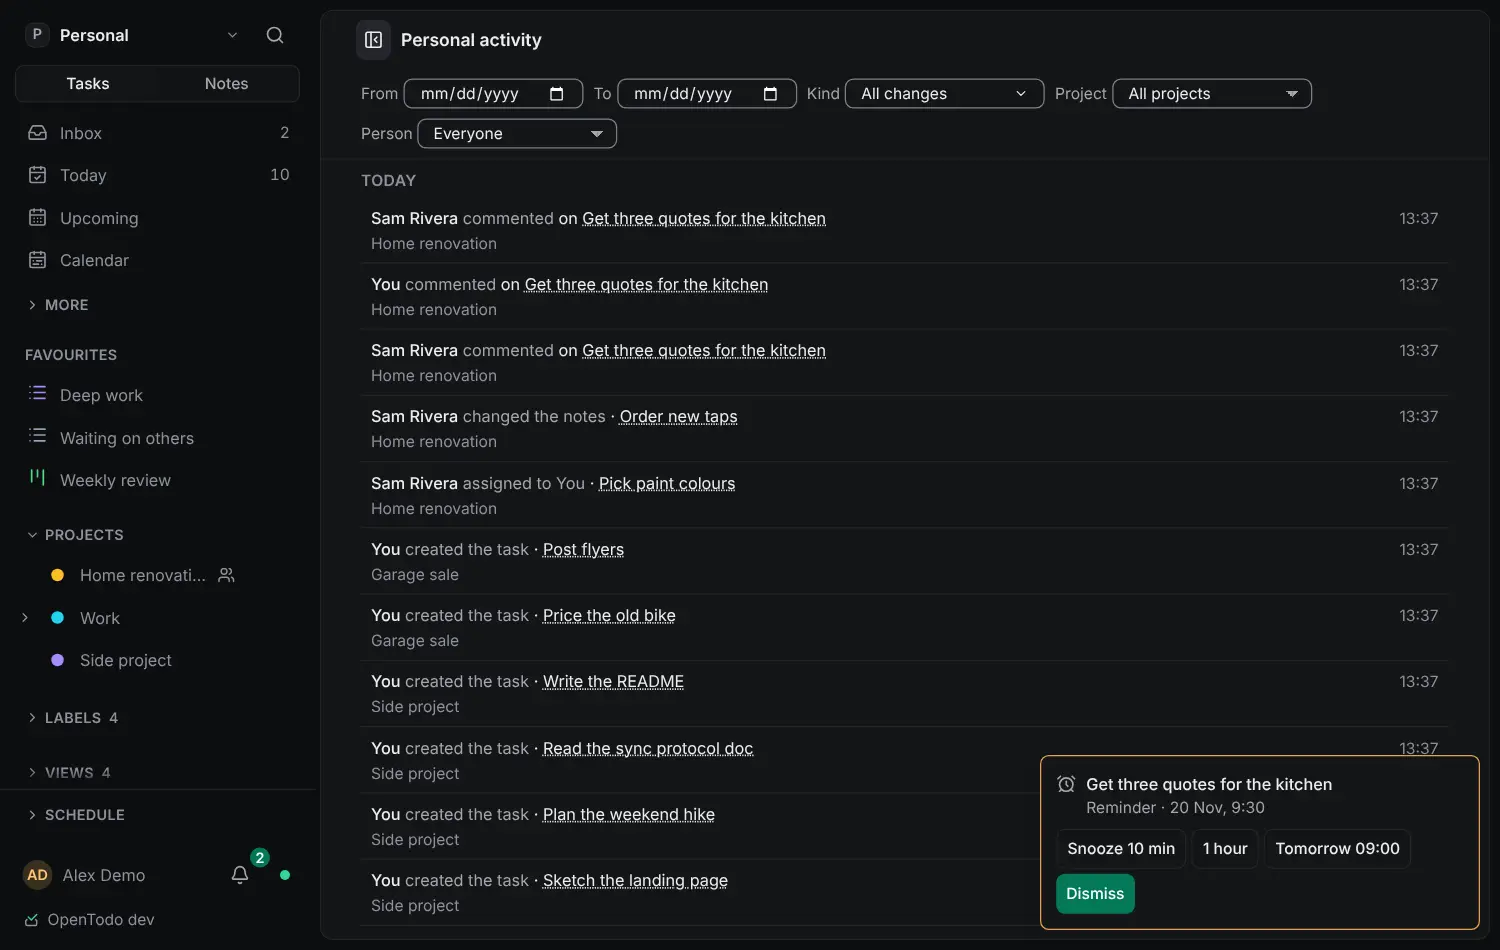 P Personal
Tasks Notes
Inbox 2
Today 10
Upcoming
Calendar
MORE
FAVOURITES
Deep work
Waiting on others
Weekly review
PROJECTS
Home renovati...
Work
Side project
LABELS 4
VIEWS 4
SCHEDULE
AD Alex Demo 2
OpenTodo dev
Personal activity
From mm/dd/yyyy To mm/dd/yyyy Kind All changes Project All projects
Person Everyone
TODAY
Sam Rivera commented on Get three quotes for the kitchen 13:37
Home renovation
You commented on Get three quotes for the kitchen 13:37
Home renovation
Sam Rivera commented on Get three quotes for the kitchen 13:37
Home renovation
Sam Rivera changed the notes · Order new taps 13:37
Home renovation
Sam Rivera assigned to You · Pick paint colours 13:37
Home renovation
You created the task · Post flyers 13:37
Garage sale
You created the task · Price the old bike 13:37
Garage sale
You created the task · Write the README 13:37
Side project
You created the task · Read the sync protocol doc 13:37
Side project
You created the task · Plan the weekend hike
Side project
You created the task · Sketch the landing page
Side project
Get three quotes for the kitchen
Reminder · 20 Nov, 9:30
Snooze 10 min 1 hour Tomorrow 09:00
Dismiss